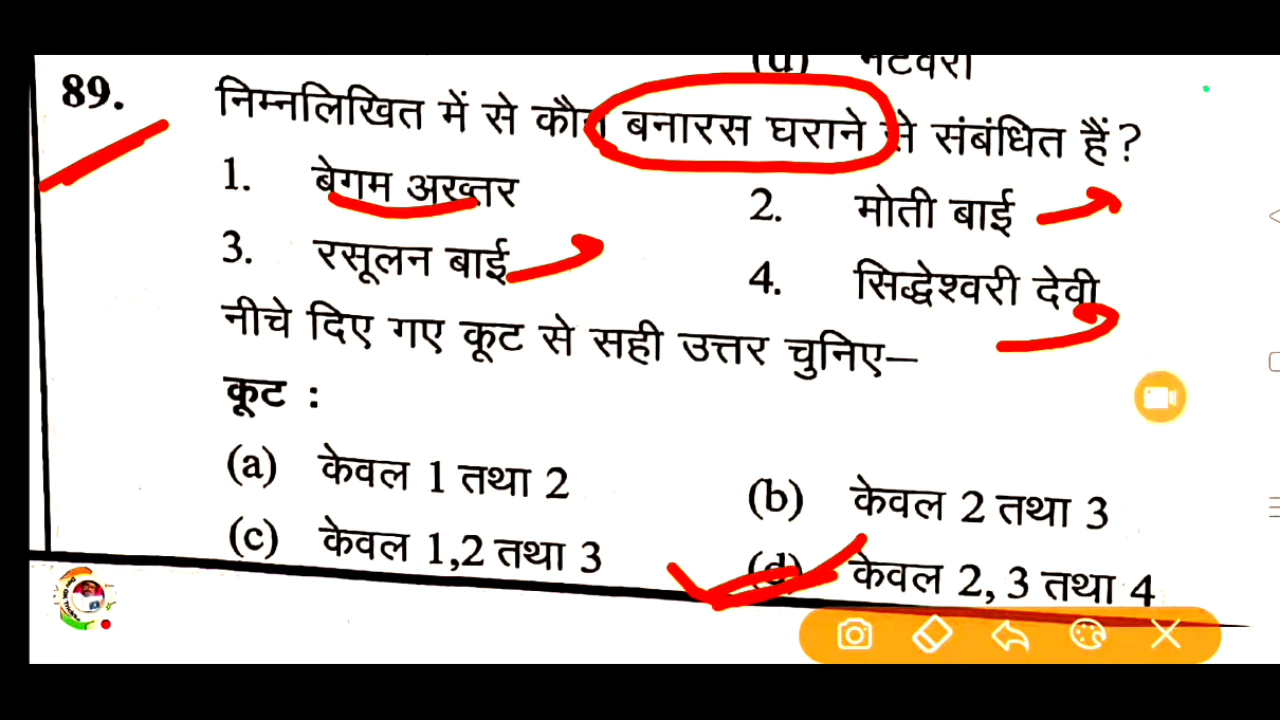 (d) नटवरी
89. निम्नलिखित में से कौन बनारस घराने से संबंधित हैं?
1. बेगम अख्तर 2. मोती बाई
3. रसूलन बाई 4. सिद्धेश्वरी देवी
नीचे दिए गए कूट से सही उत्तर चुनिए–
कूट :
(a) केवल 1 तथा 2 (b) केवल 2 तथा 3
(c) केवल 1,2 तथा 3 (d) केवल 2, 3 तथा 4